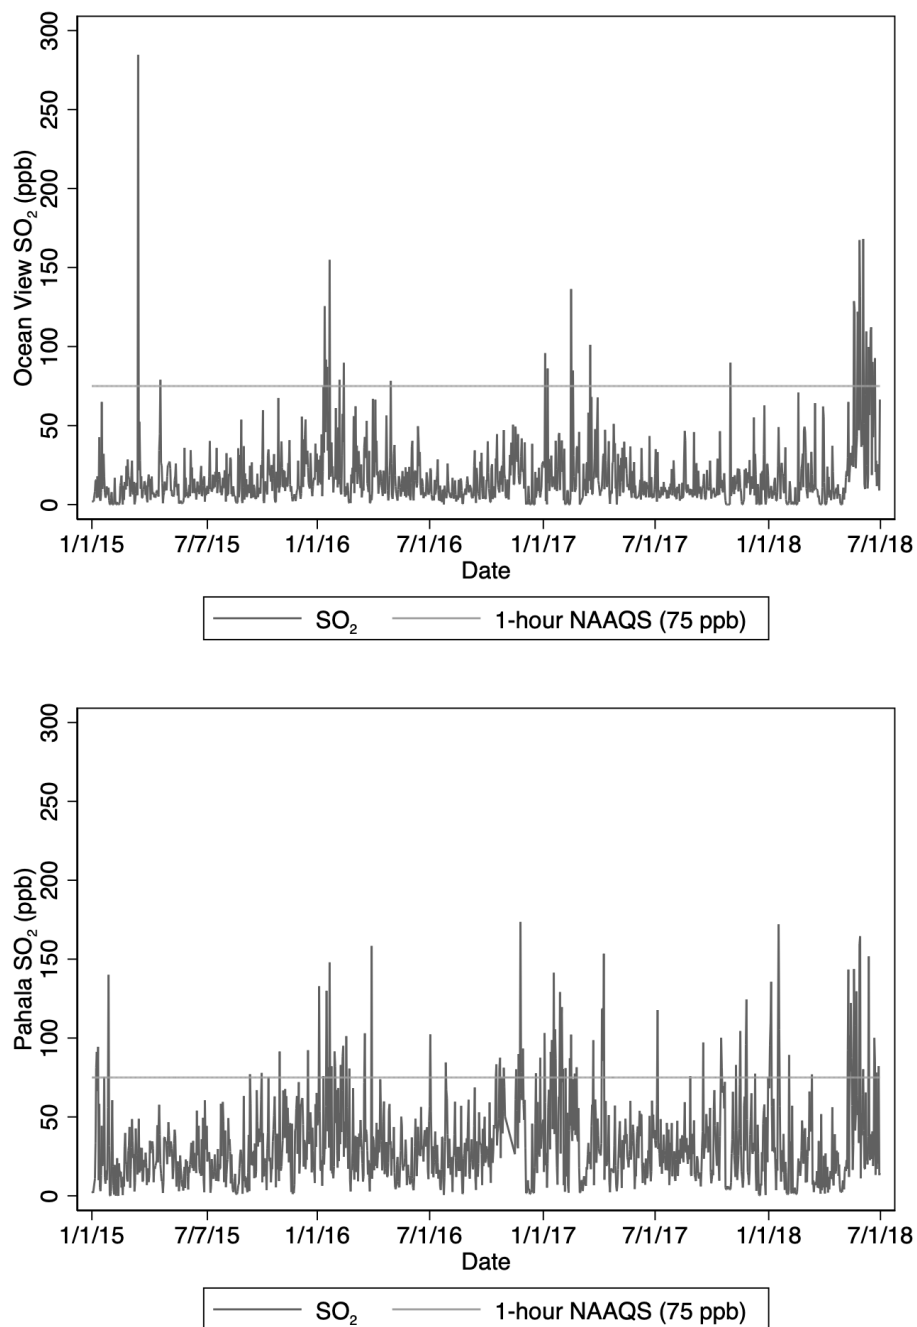 300
250
200
150
100
50
0
Ocean View SO₂ (ppb)
1/1/15 7/7/15 1/1/16 7/1/16 1/1/17 7/1/17 1/1/18 7/1/18
Date
SO₂ 1-hour NAAQS (75 ppb)
300
250
200
150
100
50
0
Pahala SO₂ (ppb)
1/1/15 7/7/15 1/1/16 7/1/16 1/1/17 7/1/17 1/1/18 7/1/18
Date
SO₂ 1-hour NAAQS (75 ppb)